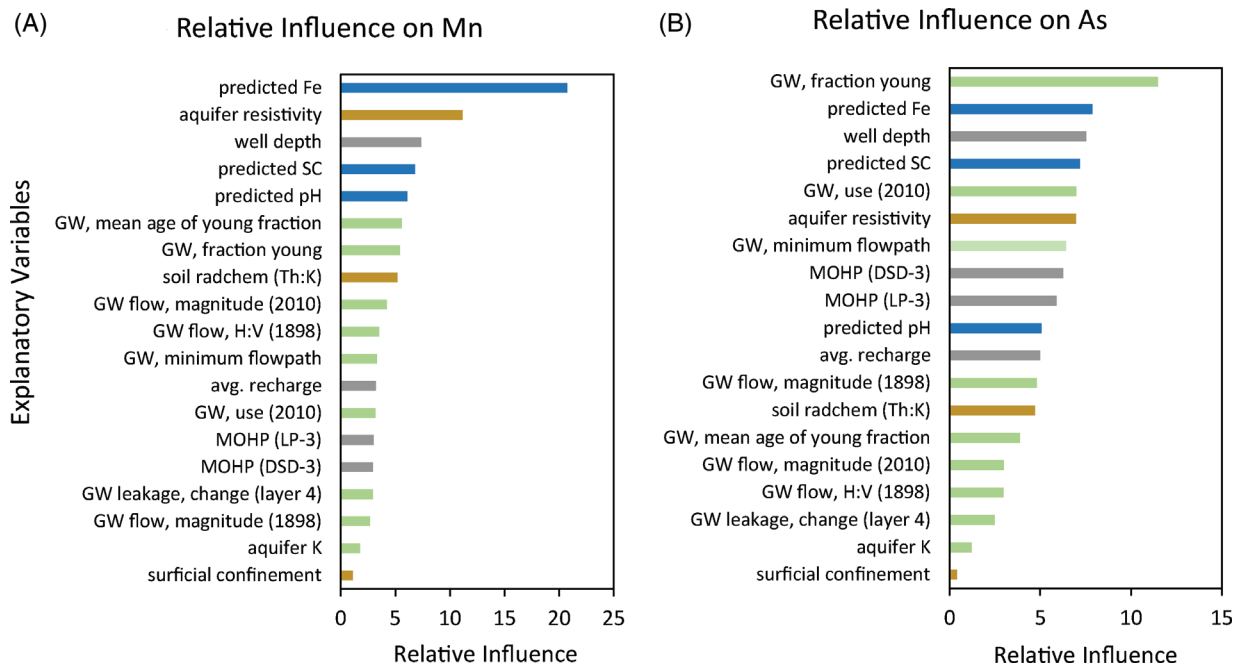 (A)
Relative Influence on Mn
Explanatory Variables
predicted Fe
aquifer resistivity
well depth
predicted SC
predicted pH
GW, mean age of young fraction
GW, fraction young
soil radchem (Th:K)
GW flow, magnitude (2010)
GW flow, H:V (1898)
GW, minimum flowpath
avg. recharge
GW, use (2010)
MOHP (LP-3)
MOHP (DSD-3)
GW leakage, change (layer 4)
GW flow, magnitude (1898)
aquifer K
surficial confinement
0 5 10 15 20 25
Relative Influence
(B)
Relative Influence on As
GW, fraction young
predicted Fe
well depth
predicted SC
GW, use (2010)
aquifer resistivity
GW, minimum flowpath
MOHP (DSD-3)
MOHP (LP-3)
predicted pH
avg. recharge
GW flow, magnitude (1898)
soil radchem (Th:K)
GW, mean age of young fraction
GW flow, magnitude (2010)
GW flow, H:V (1898)
GW leakage, change (layer 4)
aquifer K
surficial confinement
0 5 10 15
Relative Influence